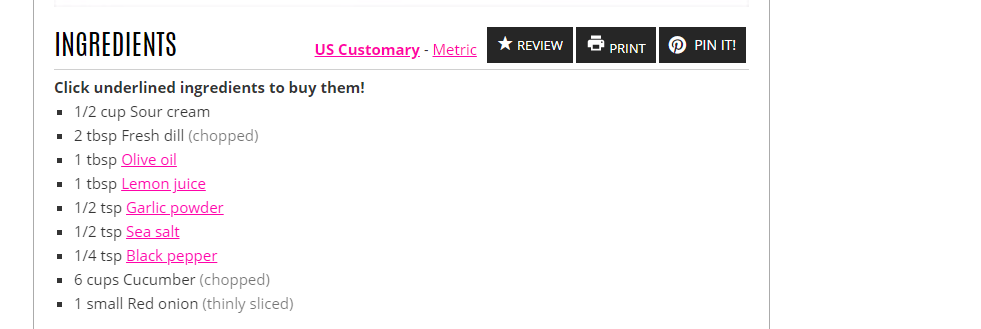 INGREDIENTS
US Customary - Metric
REVIEW
PRINT
PIN IT!
Click underlined ingredients to buy them!
1/2 cup Sour cream
2 tbsp Fresh dill (chopped)
1 tbsp Olive oil
1 tbsp Lemon juice
1/2 tsp Garlic powder
1/2 tsp Sea salt
1/4 tsp Black pepper
6 cups Cucumber (chopped)
1 small Red onion (thinly sliced)